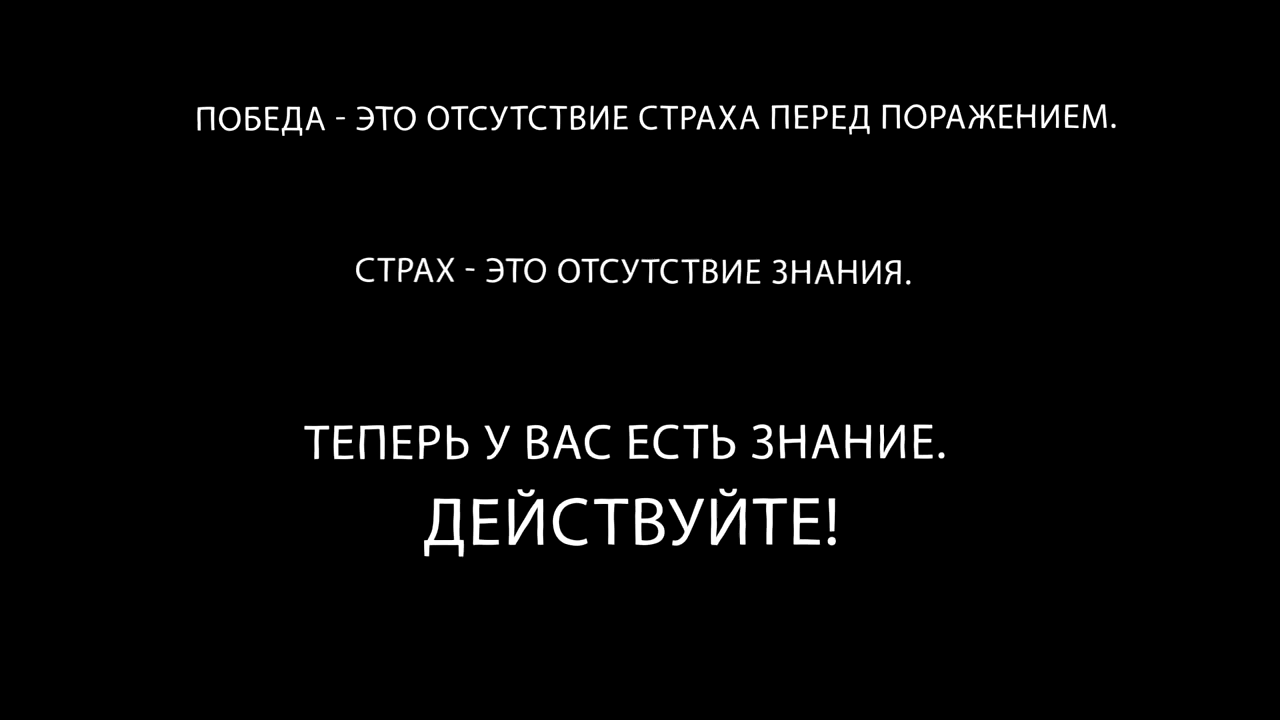 ПОБЕДА - ЭТО ОТСУТСТВИЕ СТРАХА ПЕРЕД ПОРАЖЕНИЕМ.
СТРАХ - ЭТО ОТСУТСТВИЕ ЗНАНИЯ.
ТЕПЕРЬ У ВАС ЕСТЬ ЗНАНИЕ.
ДЕЙСТВУЙТЕ!